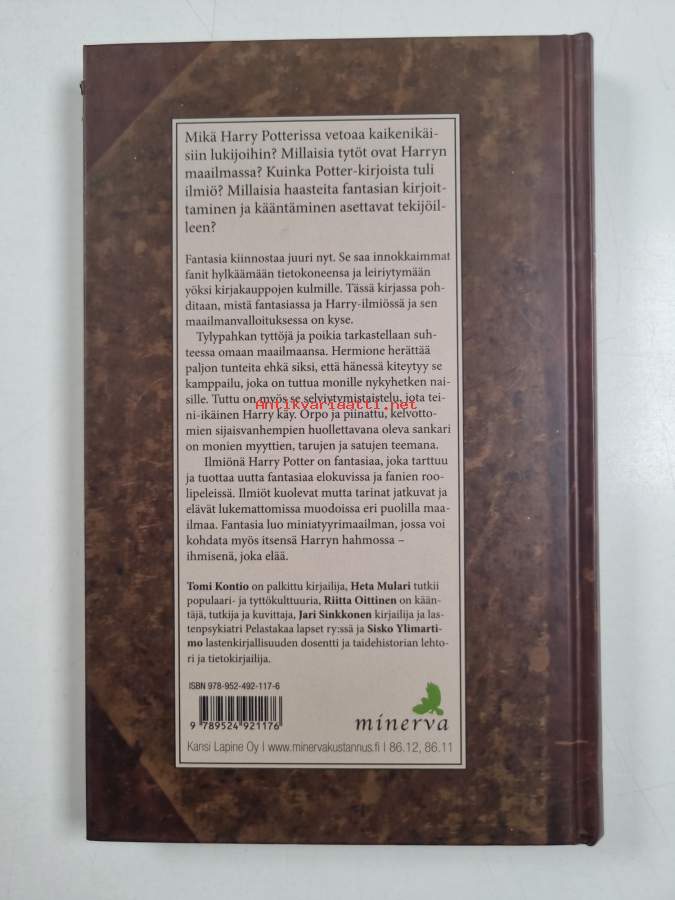 Mikä Harry Potterissa vetoaa kaikenikäi-
siin lukijoihin? Millaisia tytöt ovat Harryn
maailmassa? Kuinka Potter-kirjoista tuli
ilmiö? Millaisia haasteita fantasian kirjoit-
taminen ja kääntäminen asettavat tekijöil-
leen?
Fantasia kiinnostaa juuri nyt. Se saa innokkaimmat
fanit hylkäämään tietokoneensa ja leiriytymään
yöksi kirjakauppojen kulmille. Tässä kirjassa poh-
ditaan, mistä fantasiassa ja Harry-ilmiössä ja sen
maailmanvalloituksessa on kyse.
Tylypahkan tyttöjä ja poikia tarkastellaan suh-
teessa omaan maailmaansa. Hermione herättää
paljon tunteita ehkä siksi, että hänessä kiteytyy se
kamppailu, joka on tuttua monille nykyhetken nai-
sille. Tuttu on myös se selviytymistaistelu, jota tei-
ni-ikäinen Harry käy. Orpo ja piinattu, kelvotto-
Antikvariaatti.net
mien sijaisvanhempien huollettavana oleva sankari
on monien myyttien, tarujen ja satujen teemana.
Ilmiönä Harry Potter on fantasiaa, joka tarttuu
ja tuottaa uutta fantasiaa elokuvissa ja fanien roo-
lipeleissä. Ilmiöt kuolevat mutta tarinat jatkuvat ja
elävät lukemattomissa muodoissa eri puolilla maa-
ilmaa. Fantasia luo miniatyyrimaailman, jossa voi
kohdata myös itsensä Harryn hahmossa –
ihmisenä, joka elää.
Tomi Kontio on palkittu kirjailija, Heta Mulari tutkii
populaari- ja tyttökulttuuria, Riitta Oittinen on kään-
täjä, tutkija ja kuvittaja, Jari Sinkkonen kirjailija ja las-
tenpsykiatri Pelastakaa lapset ry:ssä ja Sisko Ylimarti-
mo lastenkirjallisuuden dosentti ja taidehistorian lehto-
ri ja tietokirjailija.
ISBN 978-952-492-117-6
9 789524 921176
minerva
Kansi Lapine Oy | www.minervakustannus.fi | 86.12, 86.11